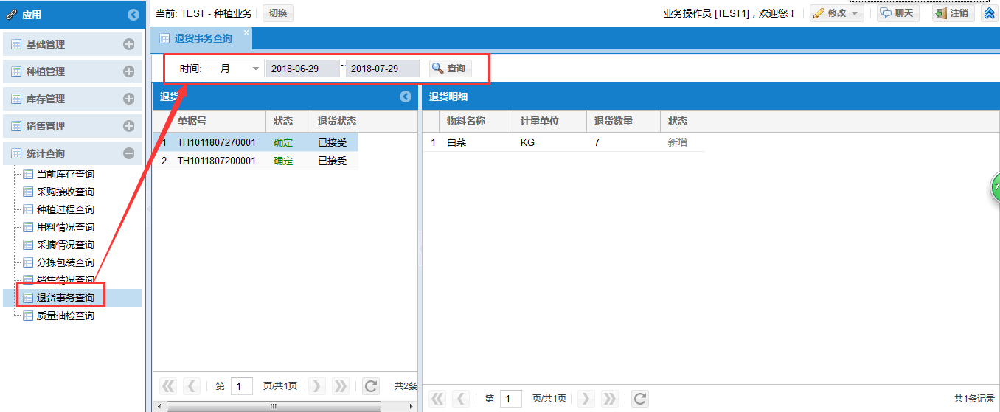 应用
当前: TEST - 种植业务 切换 业务操作员 [TEST1]，欢迎您！ 修改 聊天 注销
基础管理
种植管理
库存管理
销售管理
统计查询
当前库存查询
采购接收查询
种植过程查询
用料情况查询
采摘情况查询
分拣包装查询
销售情况查询
退货事务查询
质量抽检查询
退货事务查询
时间: 一月 2018-06-29 ~ 2018-07-29 查询
退货
单据号 状态 退货状态
1 TH1011807270001 确定 已接受
2 TH1011807200001 确定 已接受
第 1 页/共1页 共2条
退货明细
物料名称 计量单位 退货数量 状态
1 白菜 KG 7 新增
第 1 页/共1页 共1条记录